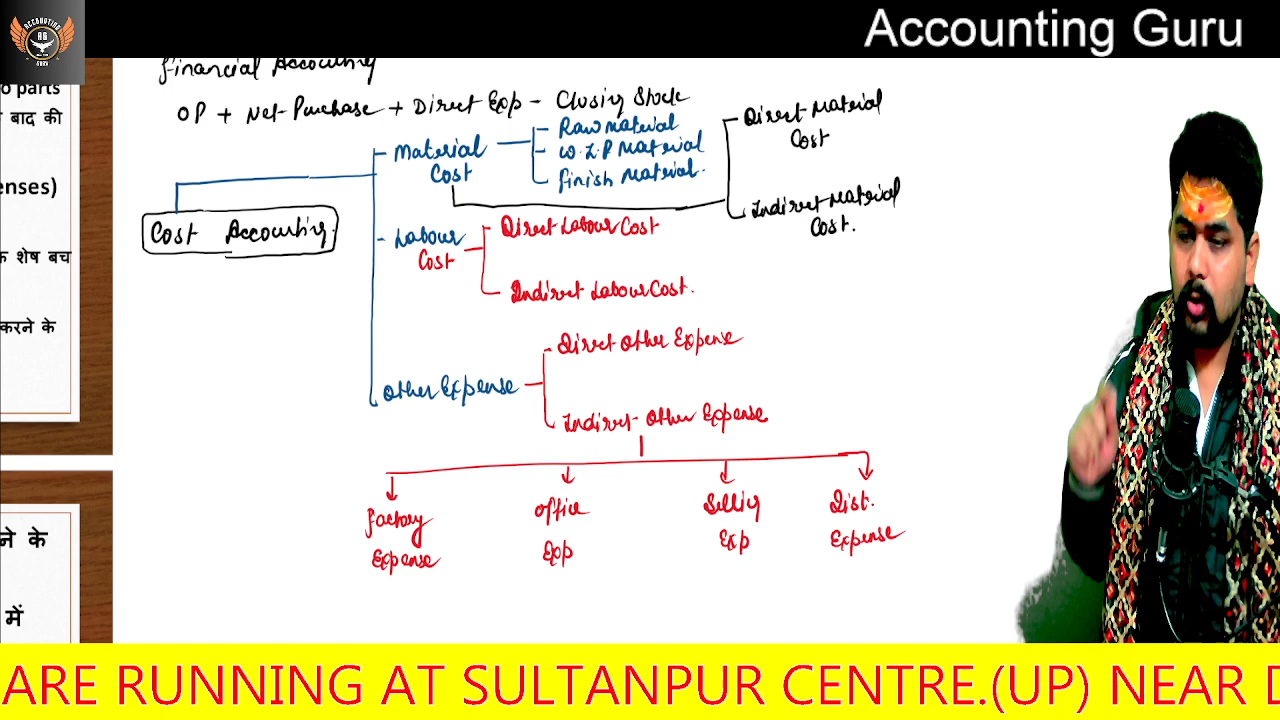 Accounting Guru
ACCOUNTING
AG
GURU
Financial Accounting
o parts
OP + Net Purchase + Direct Exp - Closing Stock
बाद की
Material Cost
Raw material
W.I.P Material
finish material.
Direct Material Cost
Indirect Material Cost.
enses)
Cost Accounting
Labour Cost
Direct Labour Cost
Indirect Labour Cost.
शेष बच
करने के
Other Expense
Direct Other Expense
Indirect Other Expense
Factory Expense
Office Exp
Selling Exp
Dist. Expense
ने के
में
ARE RUNNING AT SULTANPUR CENTRE.(UP) NEAR